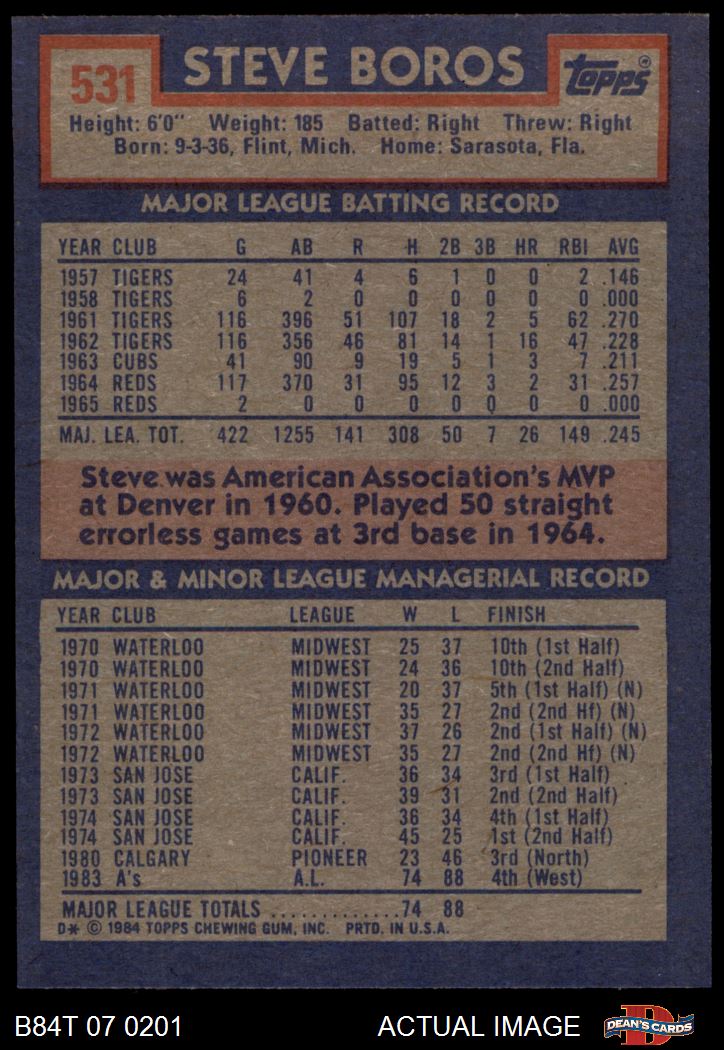 531 STEVE BOROS Topps®
Height: 6'0" Weight: 185 Batted: Right Threw: Right
Born: 9-3-36, Flint, Mich. Home: Sarasota, Fla.
MAJOR LEAGUE BATTING RECORD
YEAR CLUB G AB R H 2B 3B HR RBI AVG
1957 TIGERS 24 41 4 6 1 0 0 2 .146
1958 TIGERS 6 2 0 0 0 0 0 0 .000
1961 TIGERS 116 396 51 107 18 2 5 62 .270
1962 TIGERS 116 356 46 81 14 1 16 47 .228
1963 CUBS 41 90 9 19 5 1 3 7 .211
1964 REDS 117 370 31 95 12 3 2 31 .257
1965 REDS 2 0 0 0 0 0 0 0 .000
MAJ. LEA. TOT. 422 1255 141 308 50 7 26 149 .245
Steve was American Association's MVP
at Denver in 1960. Played 50 straight
errorless games at 3rd base in 1964.
MAJOR & MINOR LEAGUE MANAGERIAL RECORD
YEAR CLUB LEAGUE W L FINISH
1970 WATERLOO MIDWEST 25 37 10th (1st Half)
1970 WATERLOO MIDWEST 24 36 10th (2nd Half)
1971 WATERLOO MIDWEST 20 37 5th (1st Half) (N)
1971 WATERLOO MIDWEST 35 27 2nd (2nd Hf) (N)
1972 WATERLOO MIDWEST 37 26 2nd (1st Half) (N)
1972 WATERLOO MIDWEST 35 27 2nd (2nd Hf) (N)
1973 SAN JOSE CALIF. 36 34 3rd (1st Half)
1973 SAN JOSE CALIF. 39 31 2nd (2nd Half)
1974 SAN JOSE CALIF. 36 34 4th (1st Half)
1974 SAN JOSE CALIF. 45 25 1st (2nd Half)
1980 CALGARY PIONEER 23 46 3rd (North)
1983 A's A.L. 74 88 4th (West)
MAJOR LEAGUE TOTALS .............74 88
D* © 1984 TOPPS CHEWING GUM, INC. PRTD. IN U.S.A.
B84T 07 0201 ACTUAL IMAGE D DEAN'S CARDS